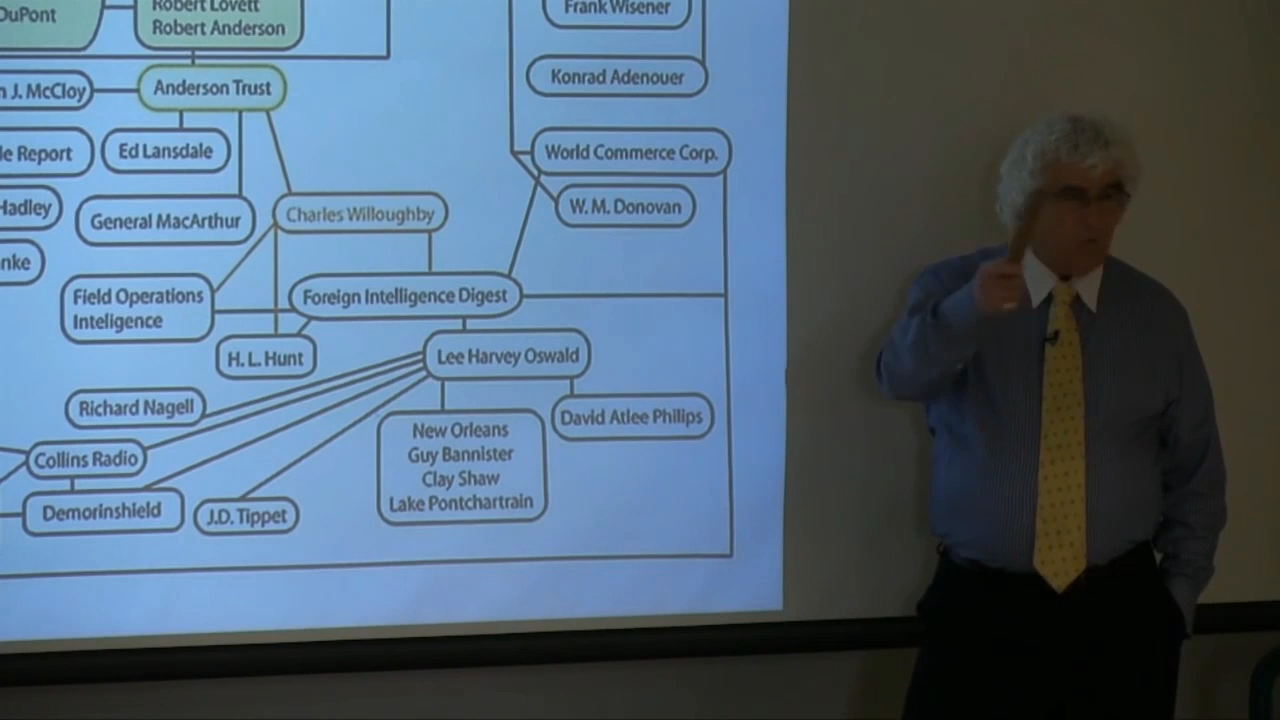 DuPont
Robert Lovett
Robert Anderson
Frank Wisener
Konrad Adenouer
n J. McCloy
Anderson Trust
World Commerce Corp.
le Report
Ed Lansdale
W. M. Donovan
Hadley
General MacArthur
Charles Willoughby
nke
Field Operations
Inteligence
Foreign Intelligence Digest
H. L. Hunt
Lee Harvey Oswald
Richard Nagell
David Atlee Philips
New Orleans
Guy Bannister
Clay Shaw
Lake Pontchartrain
Collins Radio
Demorinshield
J.D. Tippet